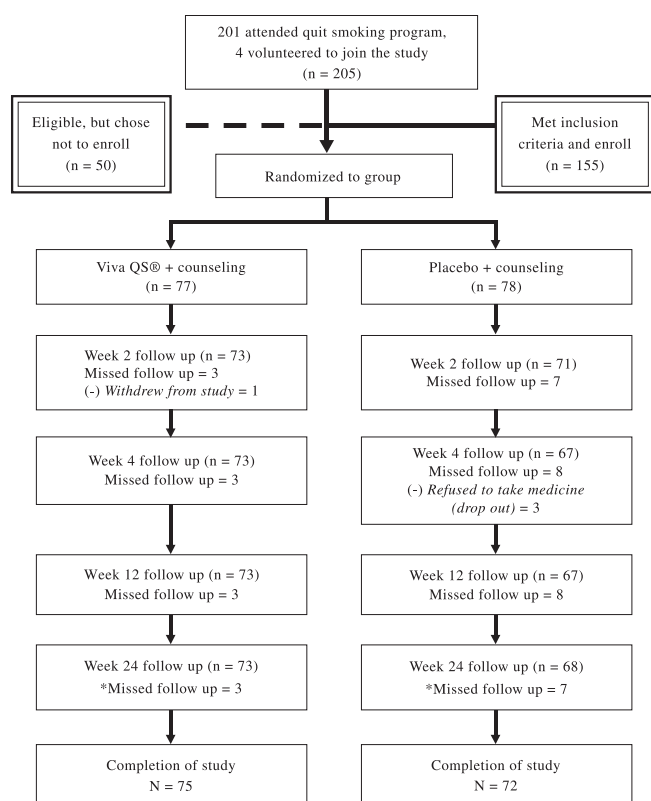 201 attended quit smoking program,
4 volunteered to join the study
(n = 205)
Eligible, but chose
not to enroll
(n = 50)
Met inclusion
criteria and enroll
(n = 155)
Randomized to group
Viva QS® + counseling
(n = 77)
Placebo + counseling
(n = 78)
Week 2 follow up (n = 73)
Missed follow up = 3
(-) Withdrew from study = 1
Week 2 follow up (n = 71)
Missed follow up = 7
Week 4 follow up (n = 73)
Missed follow up = 3
Week 4 follow up (n = 67)
Missed follow up = 8
(-) Refused to take medicine
(drop out) = 3
Week 12 follow up (n = 73)
Missed follow up = 3
Week 12 follow up (n = 67)
Missed follow up = 8
Week 24 follow up (n = 73)
*Missed follow up = 3
Week 24 follow up (n = 68)
*Missed follow up = 7
Completion of study
N = 75
Completion of study
N = 72